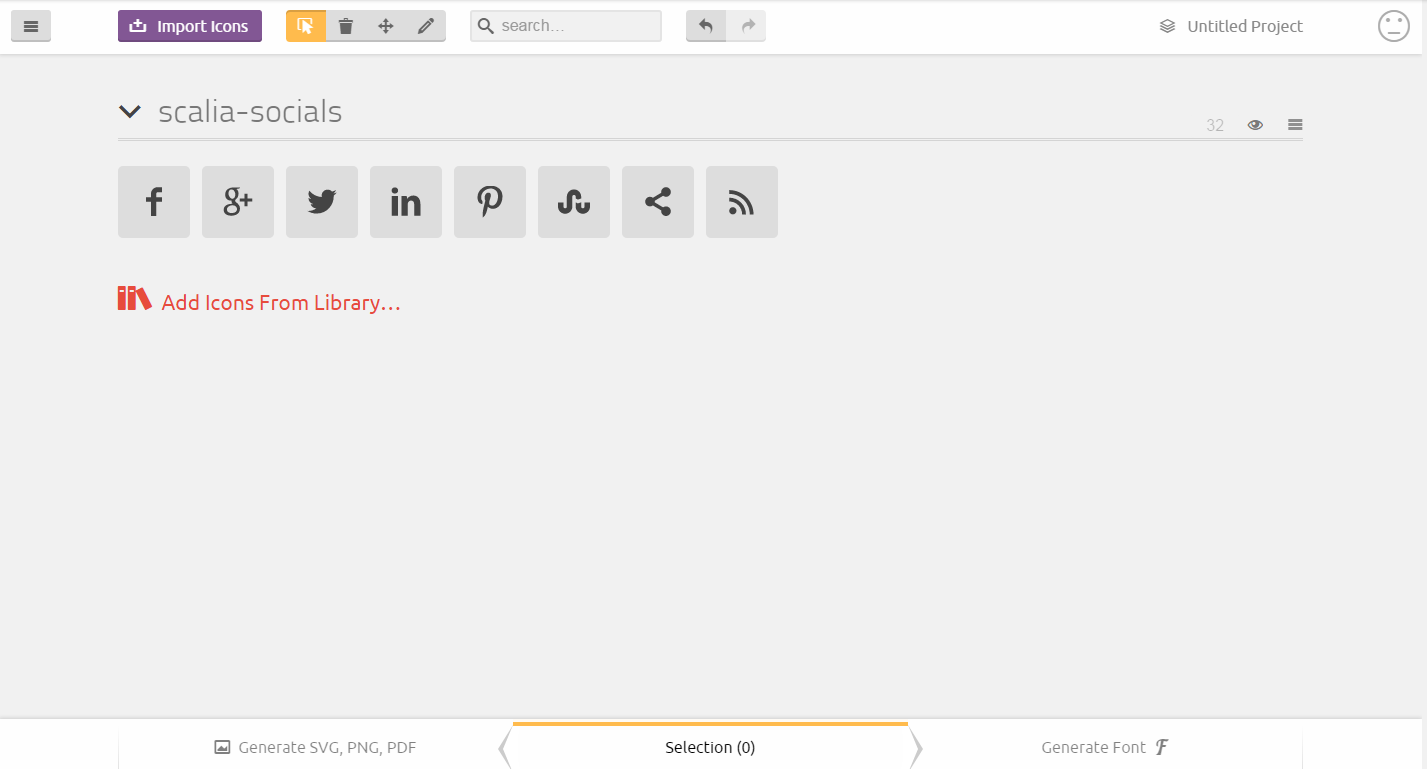 Import Icons
search...
Untitled Project
scalia-socials
32
Add Icons From Library...
Generate SVG, PNG, PDF
Selection (0)
Generate Font